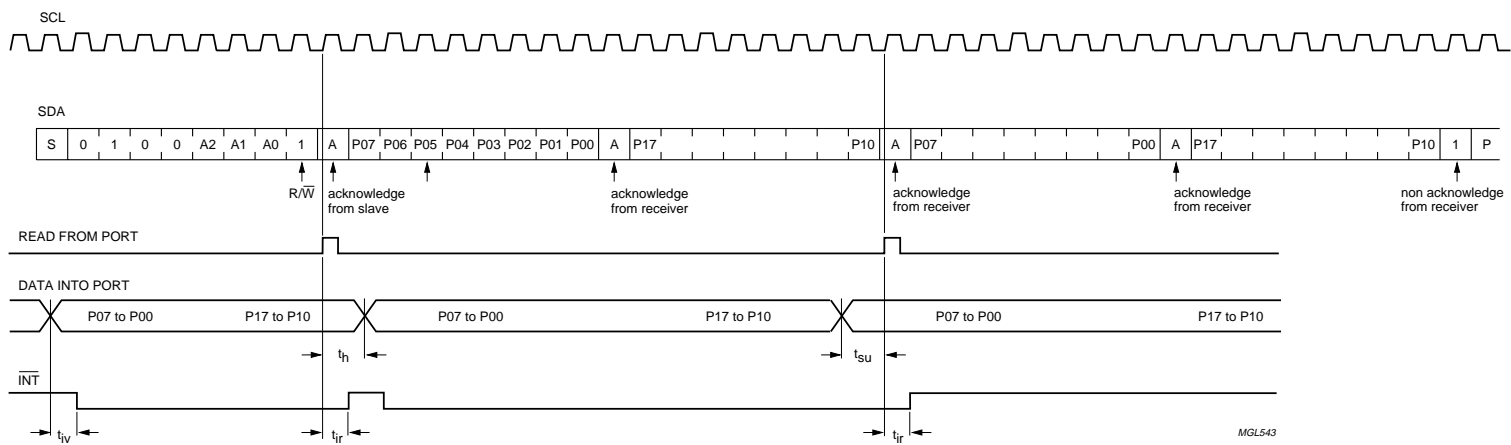 SCL
SDA
S 0 1 0 0 A2 A1 A0 1 A P07 P06 P05 P04 P03 P02 P01 P00 A P17 P10 A P07 P00 A P17 P10 1 P
R/W̅ acknowledge from slave acknowledge from receiver acknowledge from receiver acknowledge from receiver non acknowledge from receiver
READ FROM PORT
DATA INTO PORT
P07 to P00 P17 to P10 P07 to P00 P17 to P10 P07 to P00 P17 to P10
th tsu
I̅N̅T̅
tiv tir tir
MGL543